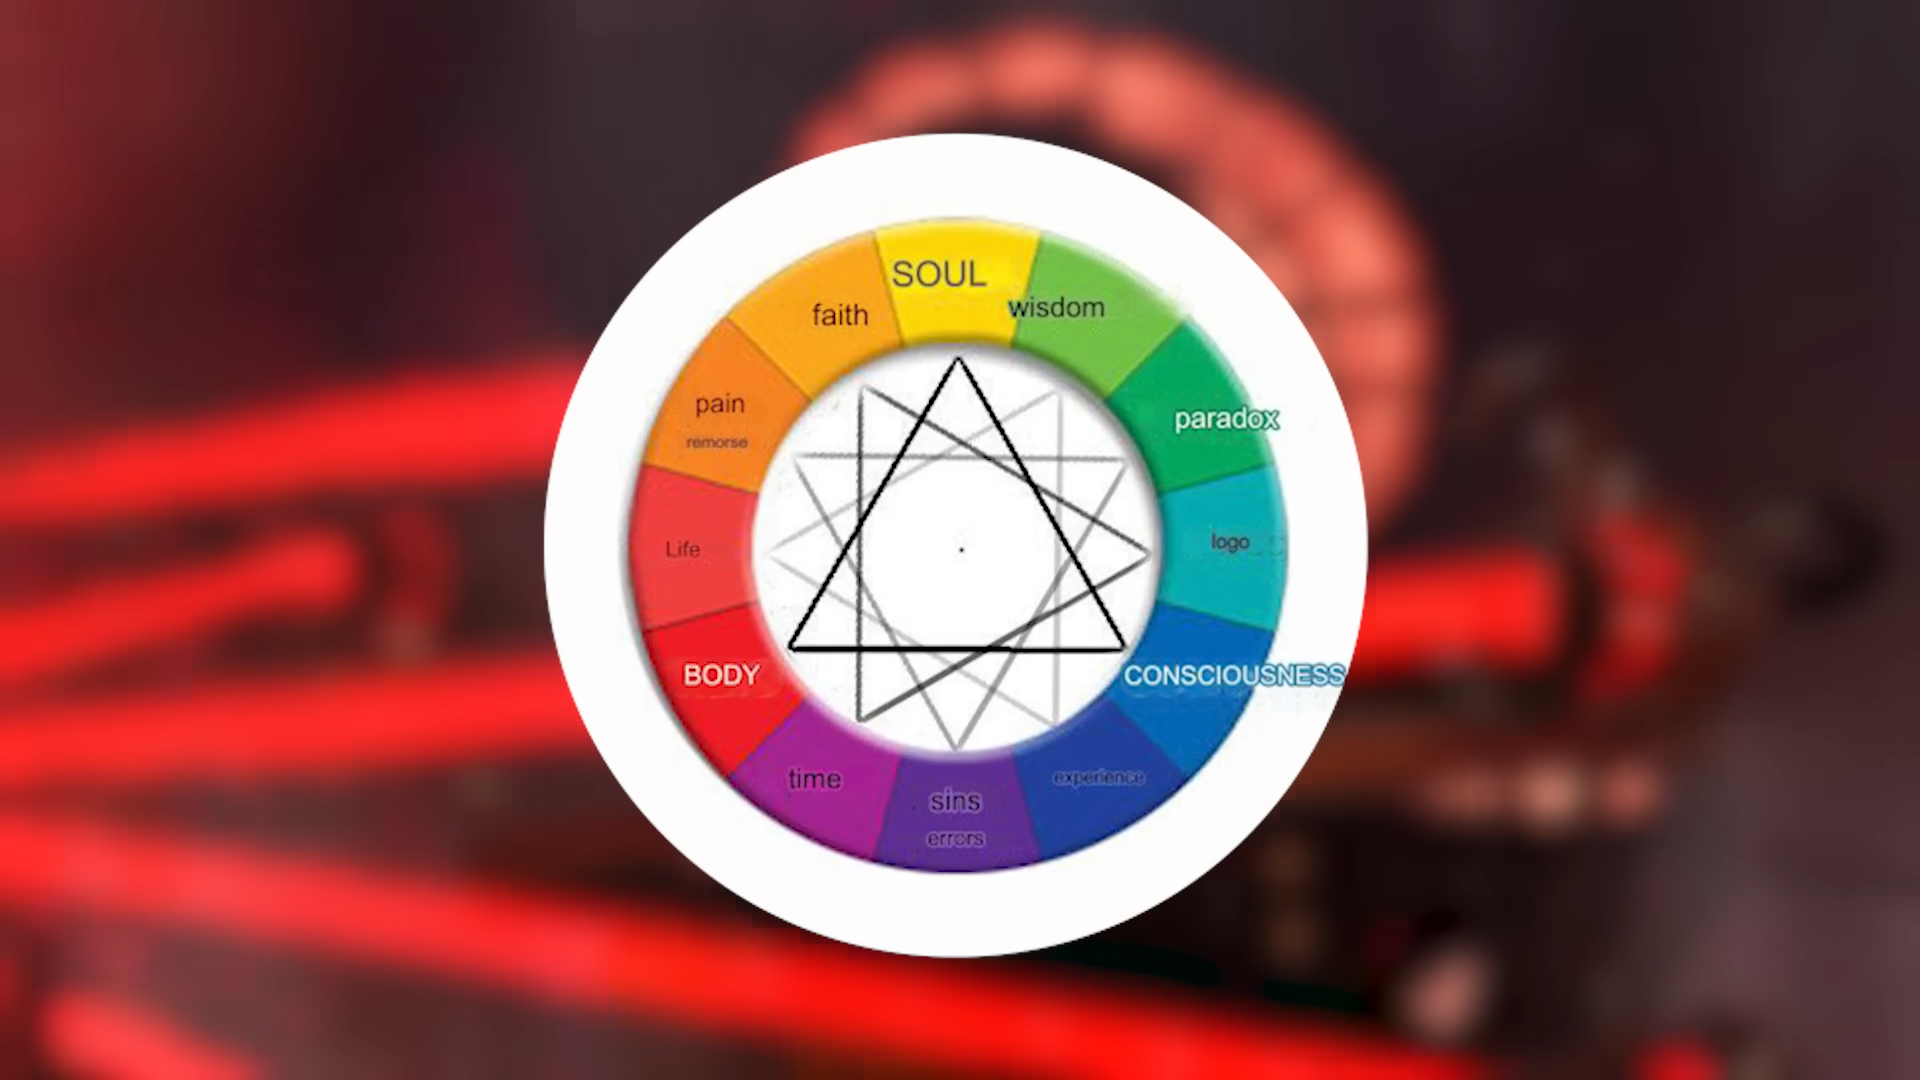 SOUL
wisdom
faith
paradox
pain
remorse
logo
Life
CONSCIOUSNESS
BODY
experience
time
sins
errors